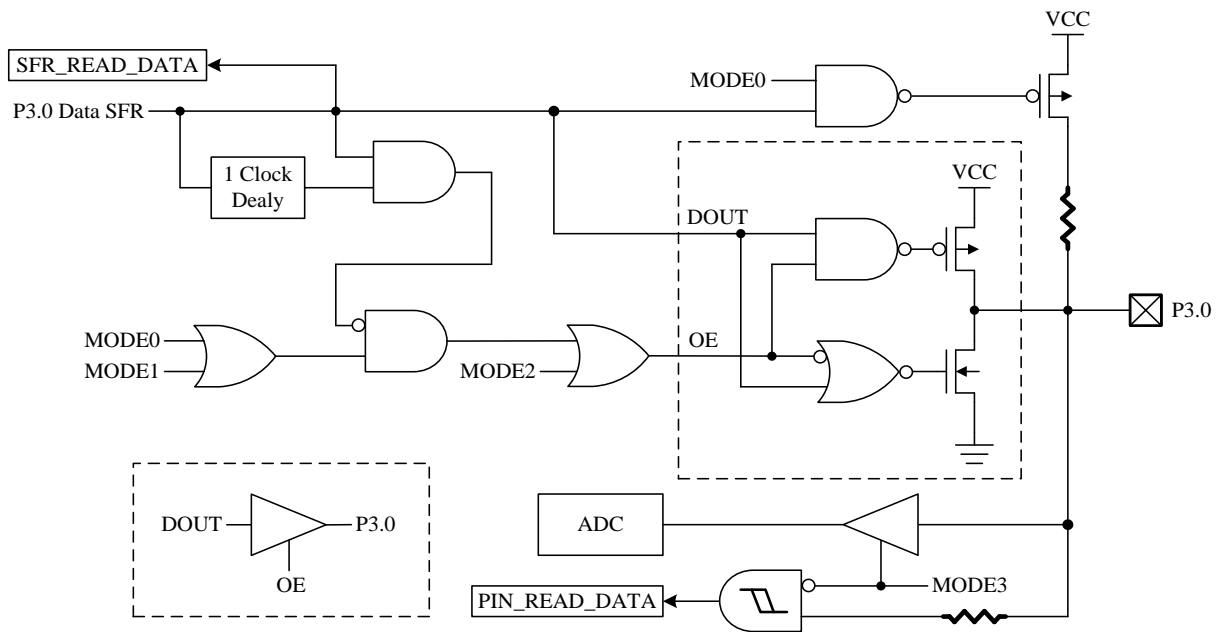 VCC
SFR_READ_DATA
MODE0
P3.0 Data SFR
1 Clock
Dealy
VCC
DOUT
P3.0
MODE0
MODE1
MODE2
OE
DOUT
P3.0
OE
ADC
MODE3
PIN_READ_DATA